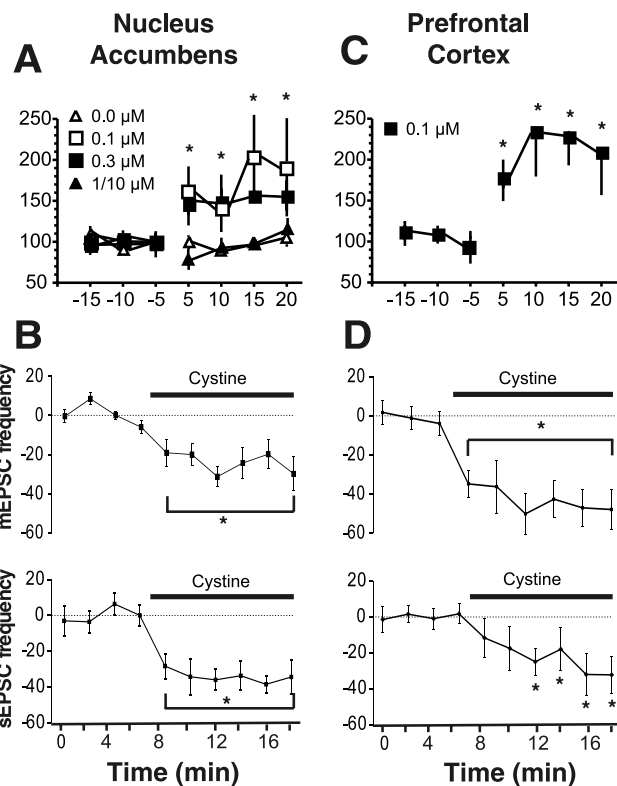 Nucleus
Accumbens
Prefrontal
Cortex
A
0.0 µM
0.1 µM
0.3 µM
1/10 µM
* * * *
250
200
150
100
50
-15 -10 -5 5 10 15 20
C
0.1 µM
* * * *
250
200
150
100
50
-15 -10 -5 5 10 15 20
B
mEPSC frequency
Cystine
20
0
-20
-40
-60
*
sEPSC frequency
Cystine
20
0
-20
-40
-60
*
0 4 8 12 16
Time (min)
D
Cystine
20
0
-20
-40
-60
*
Cystine
20
0
-20
-40
-60
* * * *
0 4 8 12 16
Time (min)